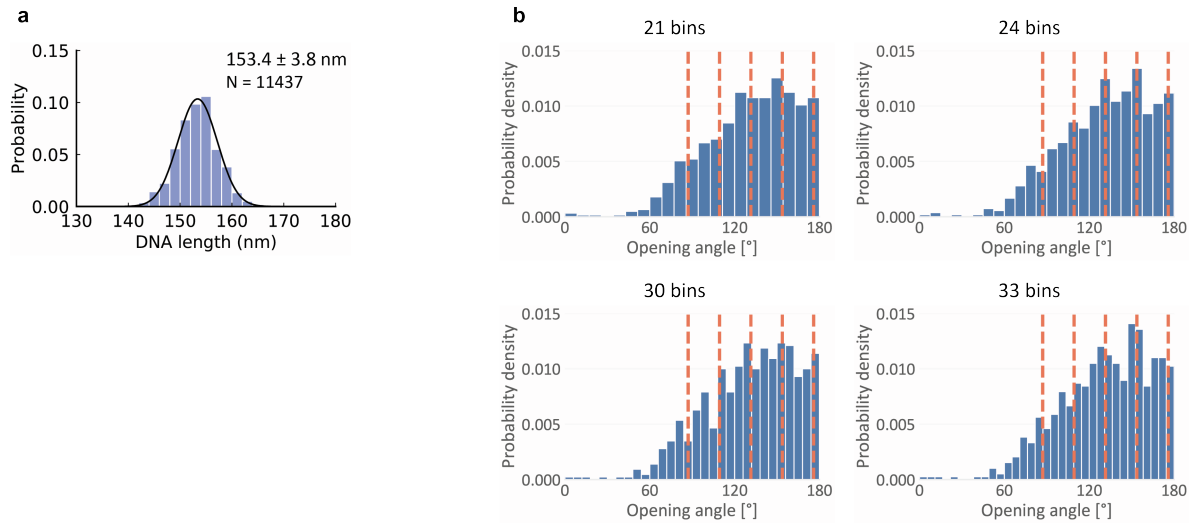 a
0.15
0.10
0.05
0.00
Probability
153.4 ± 3.8 nm
N = 11437
130 140 150 160 170 180
DNA length (nm)
b
21 bins
0.015
0.010
0.005
0.000
Probability density
0 60 120 180
Opening angle [°]
24 bins
0.015
0.010
0.005
0.000
Probability density
0 60 120 180
Opening angle [°]
30 bins
0.015
0.010
0.005
0.000
Probability density
0 60 120 180
Opening angle [°]
33 bins
0.015
0.010
0.005
0.000
Probability density
0 60 120 180
Opening angle [°]